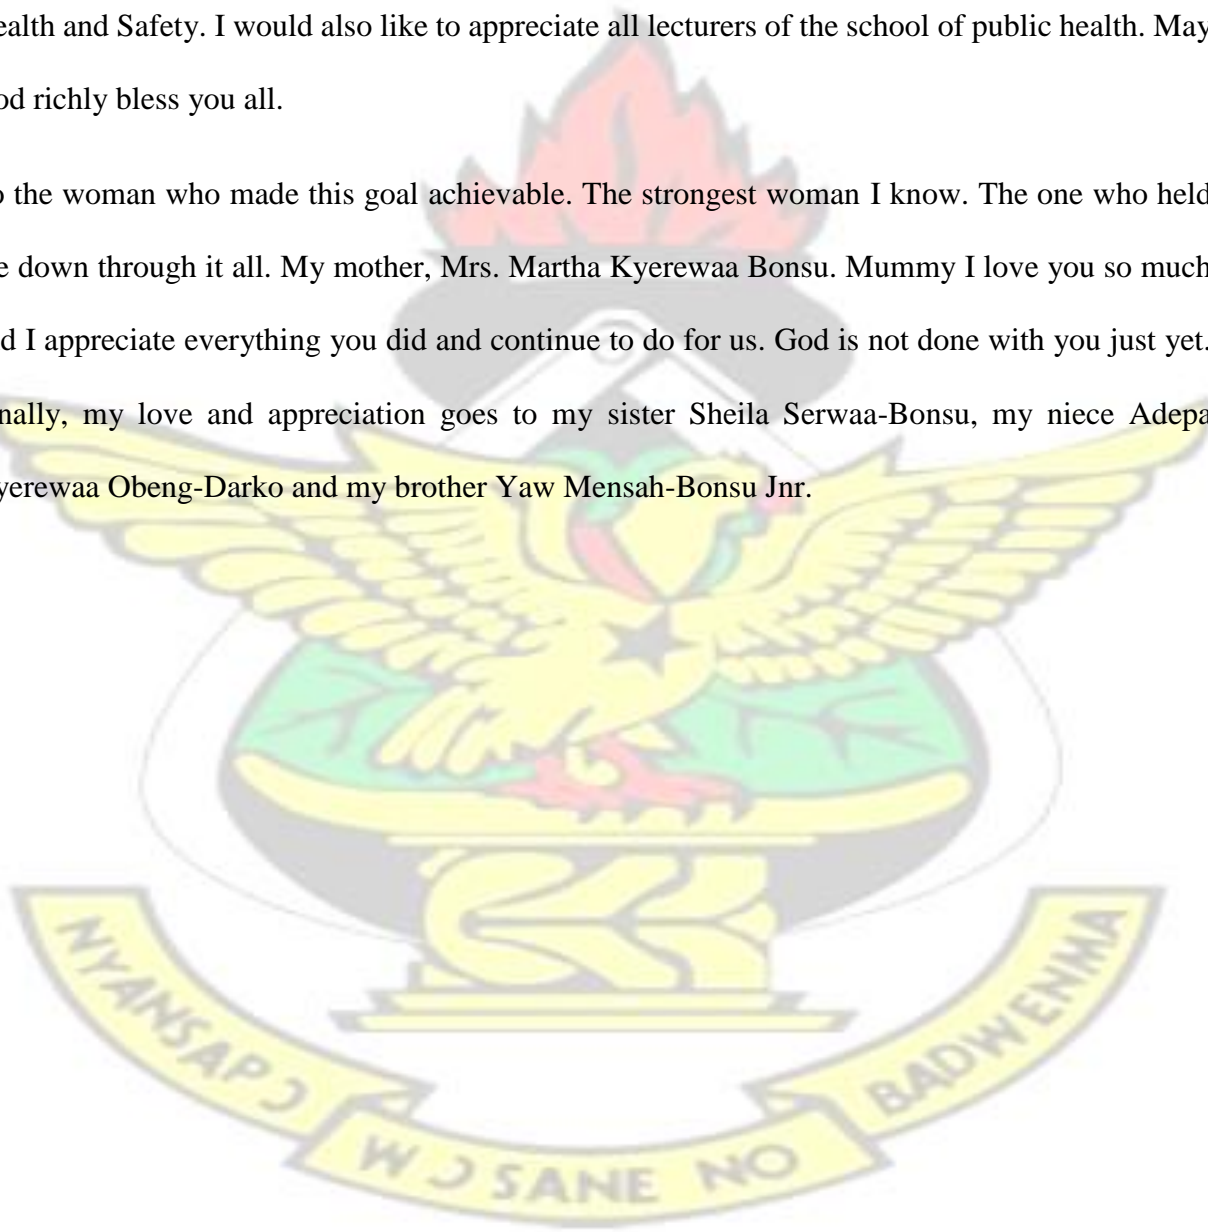 ealth and Safety. I would also like to appreciate all lecturers of the school of public health. May
od richly bless you all.
o the woman who made this goal achievable. The strongest woman I know. The one who held
e down through it all. My mother, Mrs. Martha Kyerewaa Bonsu. Mummy I love you so much
d I appreciate everything you did and continue to do for us. God is not done with you just yet.
nally, my love and appreciation goes to my sister Sheila Serwaa-Bonsu, my niece Adepa
yerewaa Obeng-Darko and my brother Yaw Mensah-Bonsu Jnr.
NYANSAPƆ
WƆSANE NO
BADWENMA